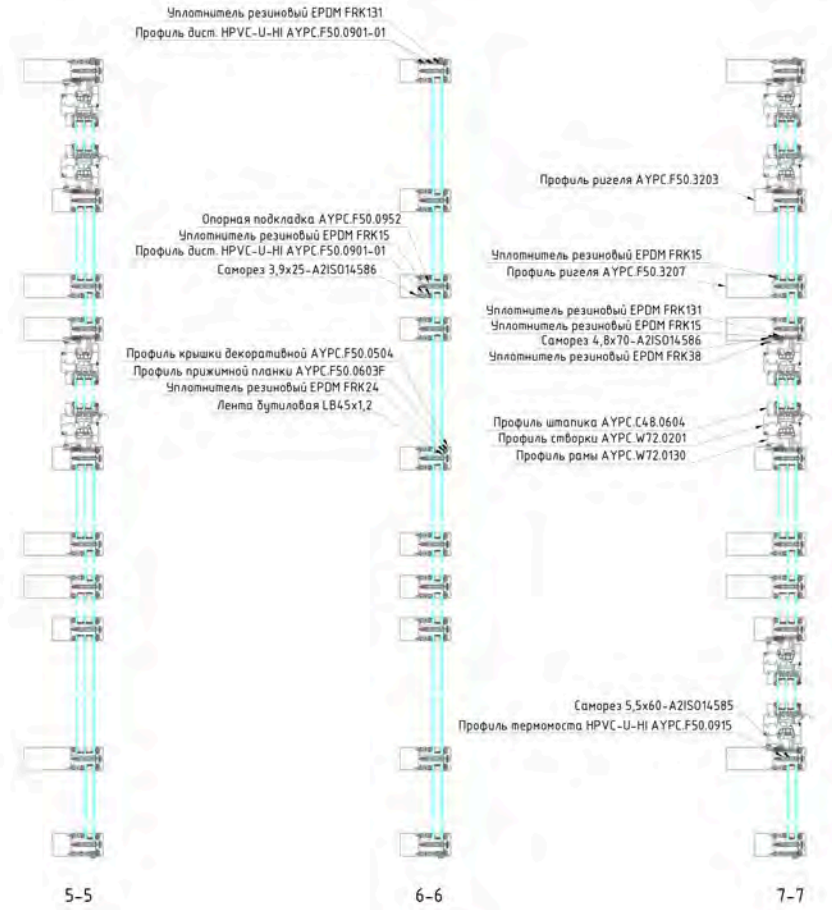 Уплотнитель резиновый EPDM FRK131
Профиль дист. HPVC-U-HI AYPC.F50.0901-01
Опорная подкладка AYPC.F50.0952
Уплотнитель резиновый EPDM FRK15
Профиль дист. HPVC-U-HI AYPC.F50.0901-01
Саморез 3,9x25-A2ISO14586
Профиль крышки декоративной AYPC.F50.0504
Профиль прижимной планки AYPC.F50.0603F
Уплотнитель резиновый EPDM FRK24
Лента бутиловая LB45x1,2
Профиль ригеля AYPC.F50.3203
Уплотнитель резиновый EPDM FRK15
Профиль ригеля AYPC.F50.3207
Уплотнитель резиновый EPDM FRK131
Уплотнитель резиновый EPDM FRK15
Саморез 4,8x70-A2ISO14586
Уплотнитель резиновый EPDM FRK38
Профиль штапика AYPC.C48.0604
Профиль створки AYPC.W72.0201
Профиль рамы AYPC.W72.0130
Саморез 5,5x60-A2ISO14585
Профиль термомоста HPVC-U-HI AYPC.F50.0915
5-5
6-6
7-7